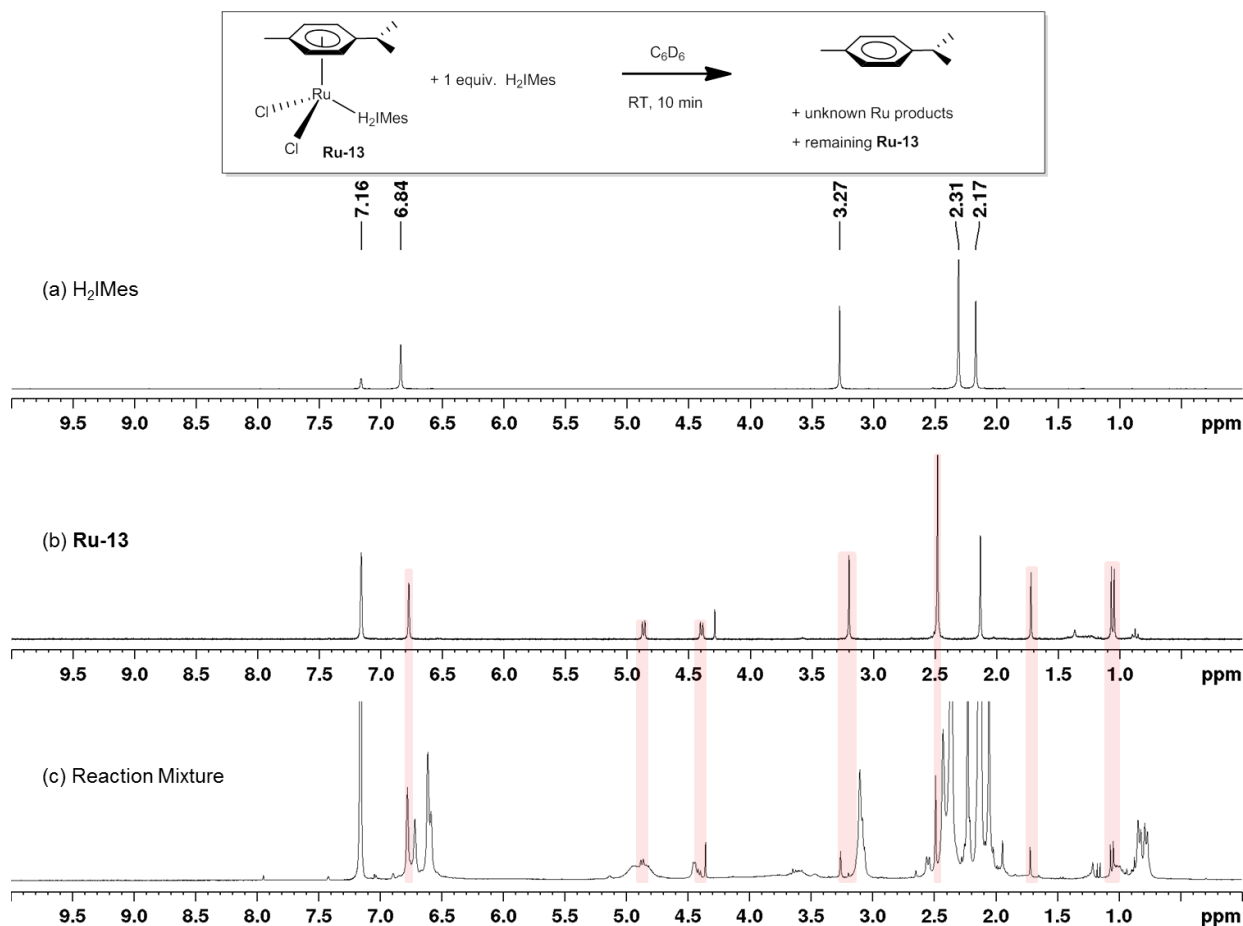 C₆D₆
+ 1 equiv. H₂IMes
RT, 10 min
Ru
Cl
H₂IMes
Cl
Ru-13
+ unknown Ru products
+ remaining Ru-13
7.16
6.84
3.27
2.31
2.17
(a) H₂IMes
9.5 9.0 8.5 8.0 7.5 7.0 6.5 6.0 5.5 5.0 4.5 4.0 3.5 3.0 2.5 2.0 1.5 1.0 ppm
(b) Ru-13
9.5 9.0 8.5 8.0 7.5 7.0 6.5 6.0 5.5 5.0 4.5 4.0 3.5 3.0 2.5 2.0 1.5 1.0 ppm
(c) Reaction Mixture
9.5 9.0 8.5 8.0 7.5 7.0 6.5 6.0 5.5 5.0 4.5 4.0 3.5 3.0 2.5 2.0 1.5 1.0 ppm